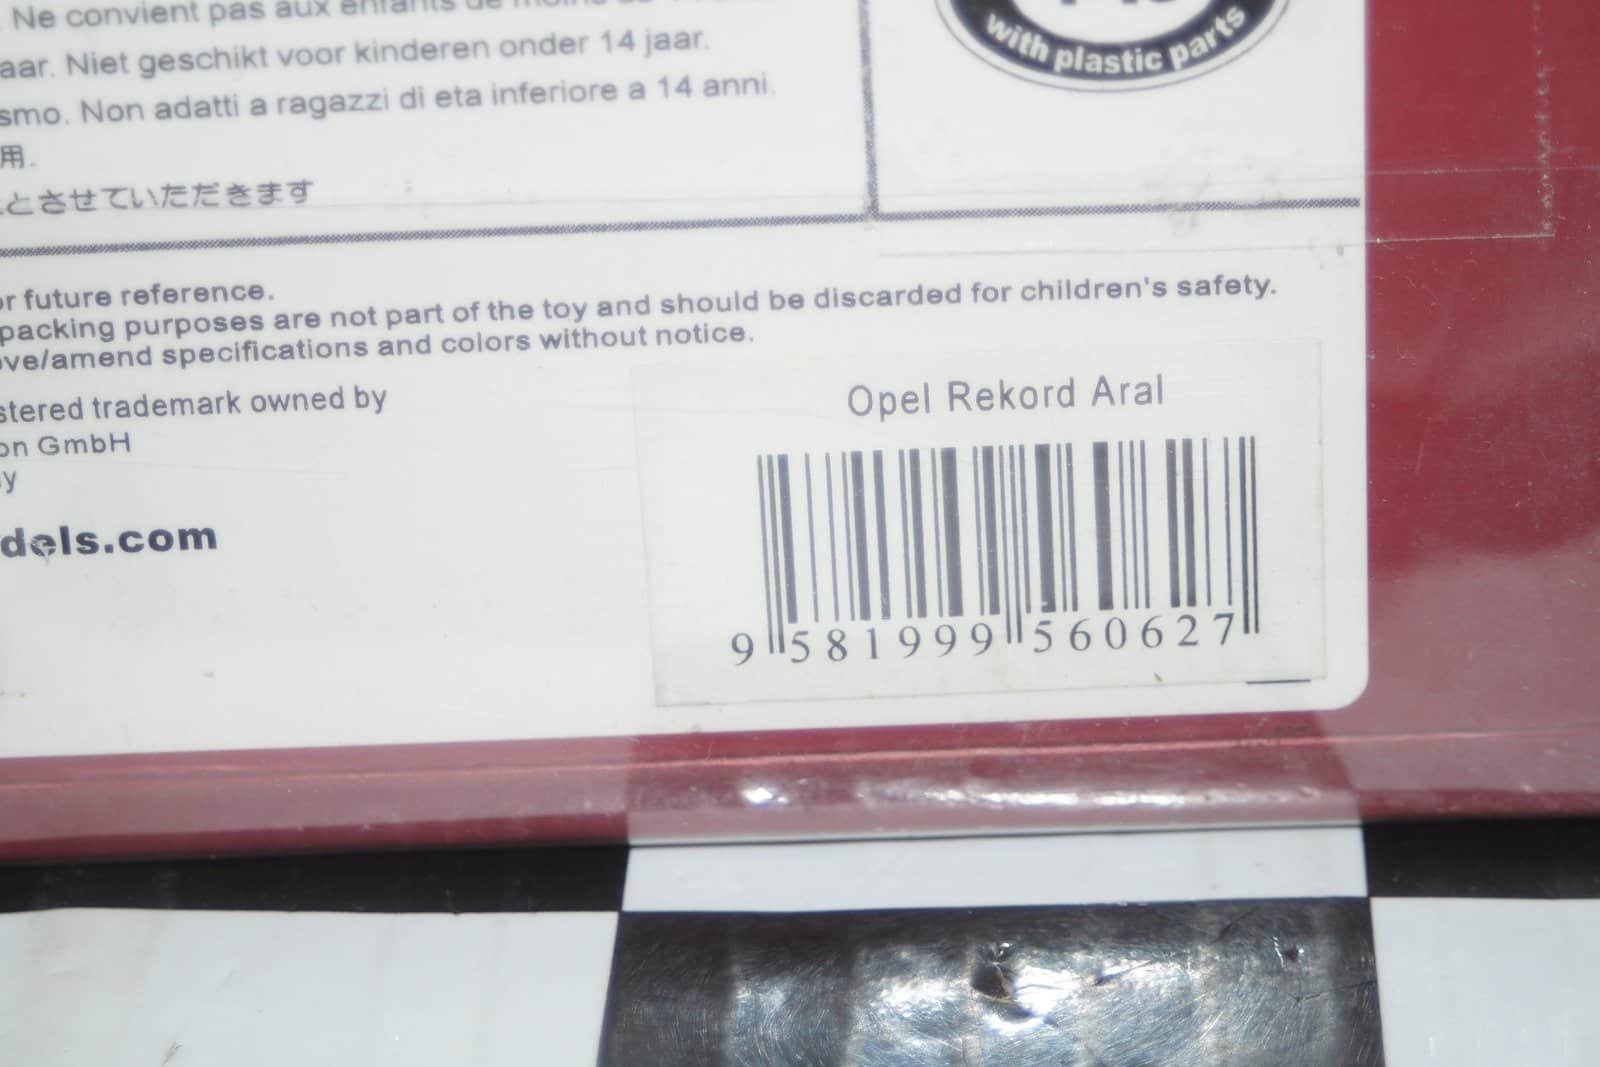 Ne convient pas aux enfants de moins
aar. Niet geschikt voor kinderen onder 14 jaar.
smo. Non adatti a ragazzi di eta inferiore a 14 anni.
用.
とさせていただきます
with plastic parts
or future reference.
packing purposes are not part of the toy and should be discarded for children's safety.
ve/amend specifications and colors without notice.
stered trademark owned by
on GmbH
y
dels.com
Opel Rekord Aral
9 581999 560627